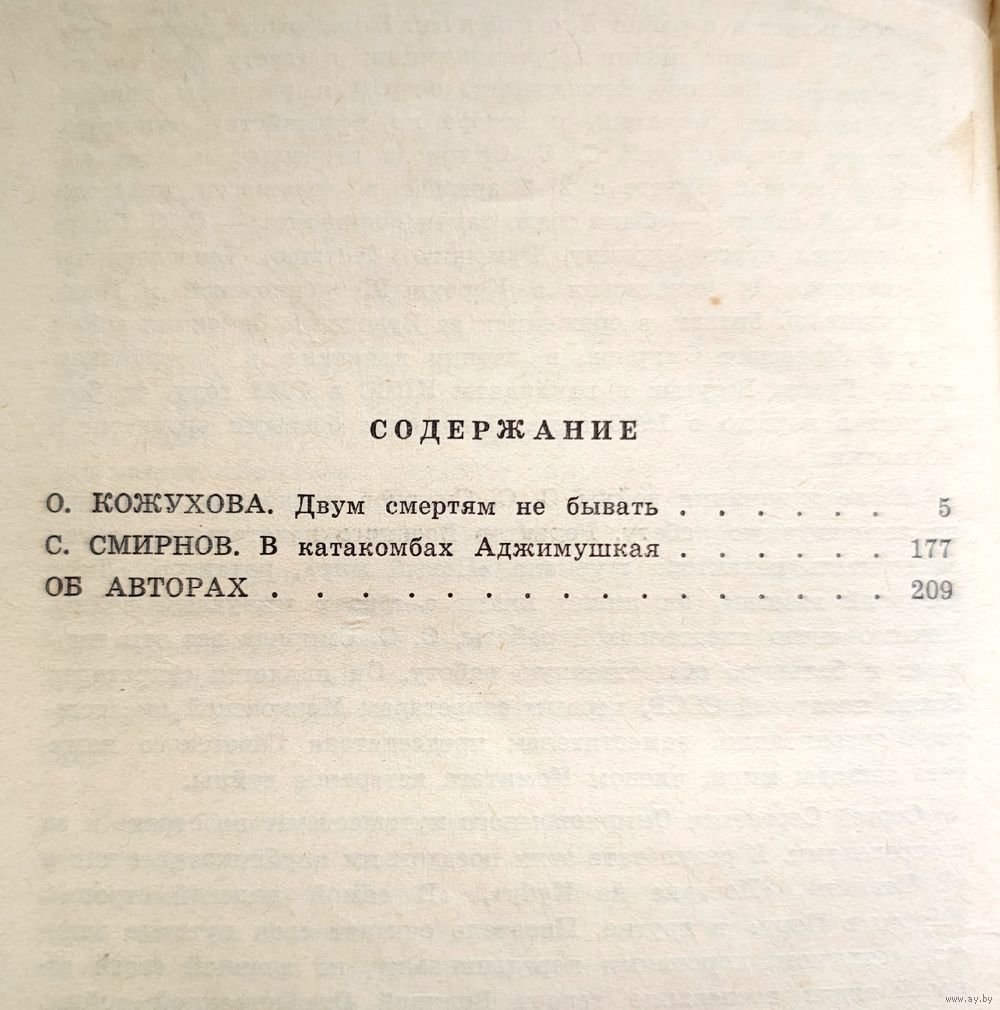 СОДЕРЖАНИЕ
О. КОЖУХОВА. Двум смертям не бывать . . . . . . . 5
С. СМИРНОВ. В катакомбах Аджимушкая . . . . . . . 177
ОБ АВТОРАХ . . . . . . . . . . . . . . . . . . . . . 209
www.ay.by